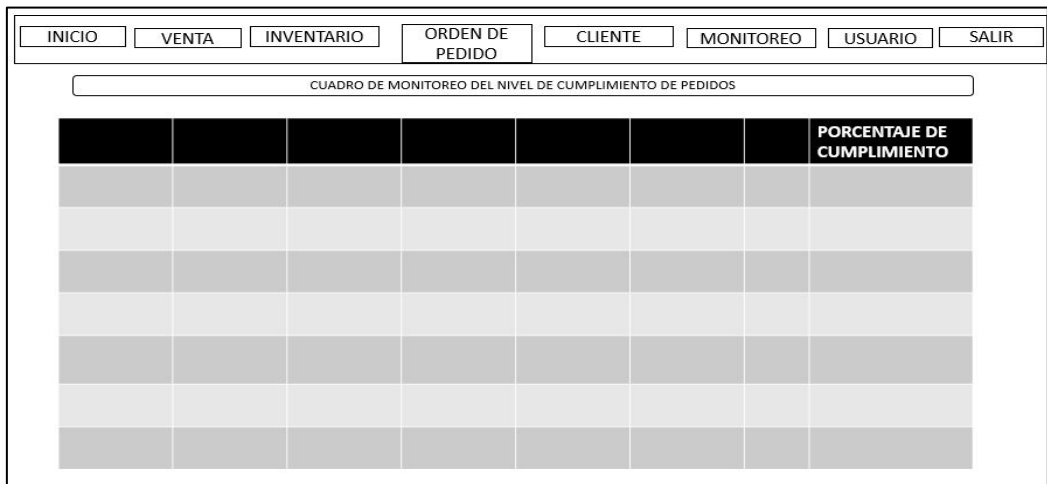 INICIO
VENTA
INVENTARIO
ORDEN DE
PEDIDO
CLIENTE
MONITOREO
USUARIO
SALIR
CUADRO DE MONITOREO DEL NIVEL DE CUMPLIMIENTO DE PEDIDOS
PORCENTAJE DE
CUMPLIMIENTO